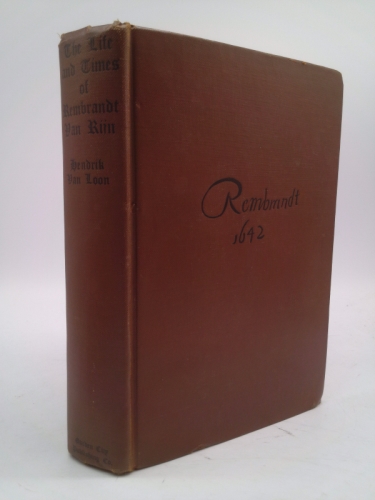 The Life
and Times
of
Rembrandt
Van Rijn
Hendrik
Van Loon
Rembrandt
1642